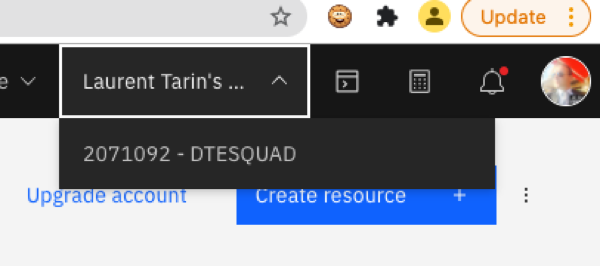 Update
e
Laurent Tarin's ...
2071092 - DTESQUAD
Upgrade account
Create resource +